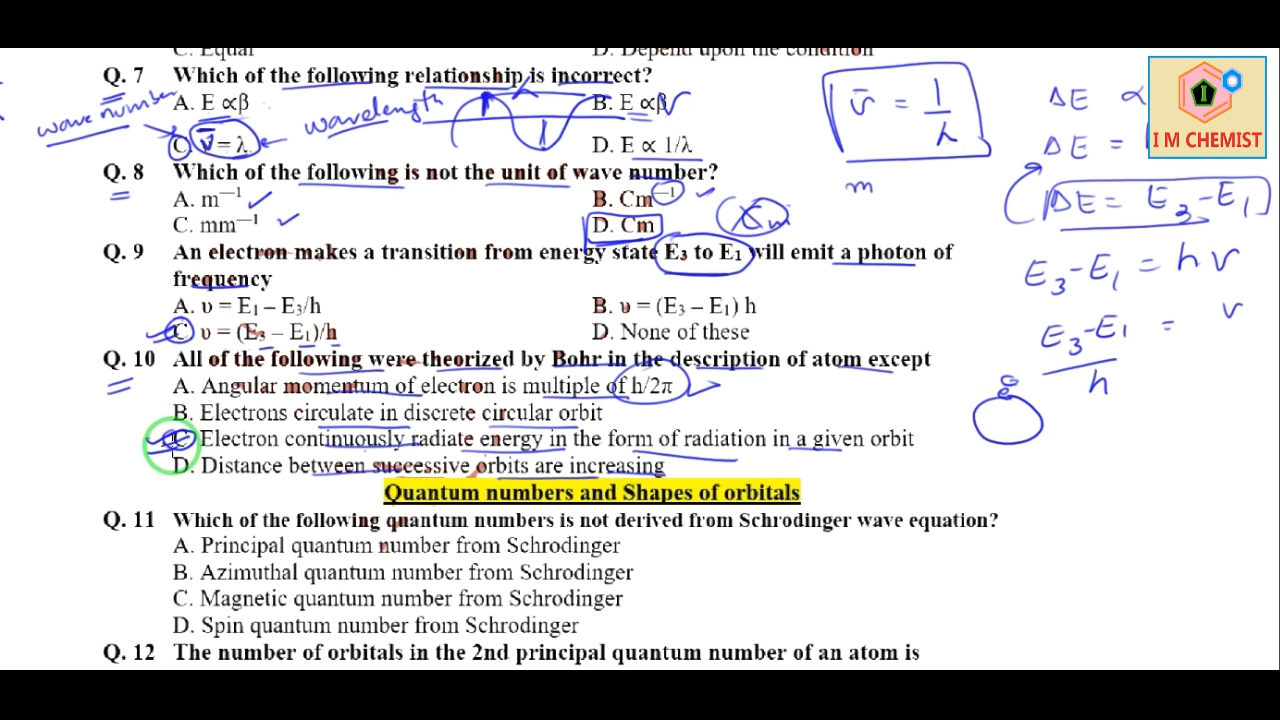 C. Equal D. Depend upon the condition
Q. 7 Which of the following relationship is incorrect?
A. E ∝β B. E ∝β
wave number
wavelength
C. v̄ = λ D. E ∝ 1/λ
Q. 8 Which of the following is not the unit of wave number?
A. m⁻¹ B. Cm⁻¹
C. mm⁻¹ D. Cm
Q. 9 An electron makes a transition from energy state E₃ to E₁ will emit a photon of
frequency
A. υ = E₁ – E₃/h B. υ = (E₃ – E₁) h
C υ = (E₃ – E₁)/h D. None of these
Q. 10 All of the following were theorized by Bohr in the description of atom except
A. Angular momentum of electron is multiple of h/2π
B. Electrons circulate in discrete circular orbit
C. Electron continuously radiate energy in the form of radiation in a given orbit
D. Distance between successive orbits are increasing
Quantum numbers and Shapes of orbitals
Q. 11 Which of the following quantum numbers is not derived from Schrodinger wave equation?
A. Principal quantum number from Schrodinger
B. Azimuthal quantum number from Schrodinger
C. Magnetic quantum number from Schrodinger
D. Spin quantum number from Schrodinger
Q. 12 The number of orbitals in the 2nd principal quantum number of an atom is
v̄ = 1/λ
m
ΔE ∝
ΔE =
ΔE = E₃ – E₁
E₃ – E₁ = h v
E₃ – E₁ / h = v
I
I M CHEMIST